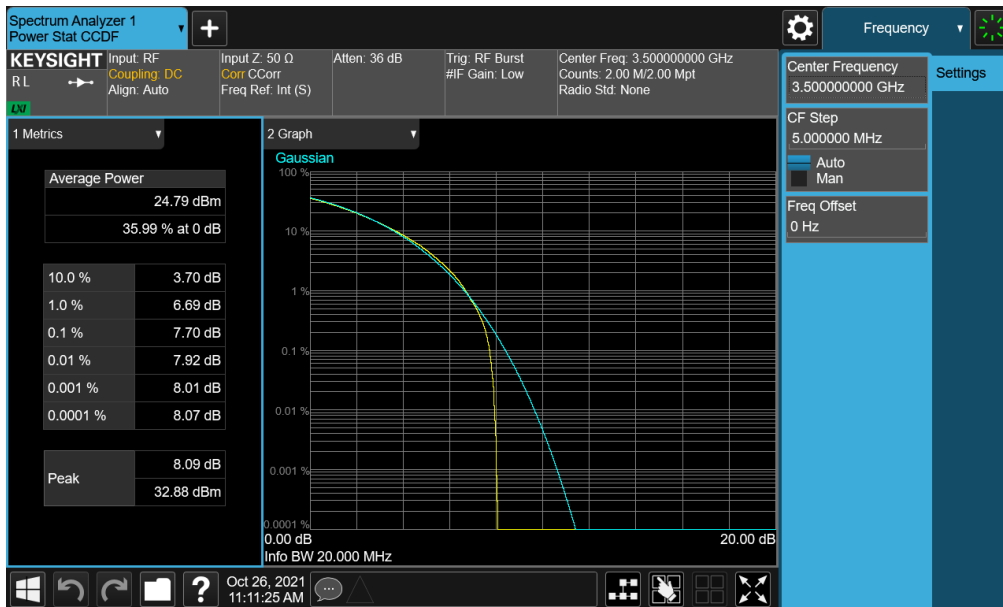 Spectrum Analyzer 1
Power Stat CCDF
+
Frequency
KEYSIGHT
RL
LXI
Input: RF
Coupling: DC
Align: Auto
Input Z: 50 Ω
Corr CCorr
Freq Ref: Int (S)
Atten: 36 dB
Trig: RF Burst
#IF Gain: Low
Center Freq: 3.500000000 GHz
Counts: 2.00 M/2.00 Mpt
Radio Std: None
Center Frequency
3.500000000 GHz
Settings
CF Step
5.000000 MHz
Auto
Man
Freq Offset
0 Hz
1 Metrics
Average Power
24.79 dBm
35.99 % at 0 dB
10.0 % 3.70 dB
1.0 % 6.69 dB
0.1 % 7.70 dB
0.01 % 7.92 dB
0.001 % 8.01 dB
0.0001 % 8.07 dB
Peak
8.09 dB
32.88 dBm
2 Graph
Gaussian
100 %
10 %
1 %
0.1 %
0.01 %
0.001 %
0.0001 %
0.00 dB 20.00 dB
Info BW 20.000 MHz
?
Oct 26, 2021
11:11:25 AM